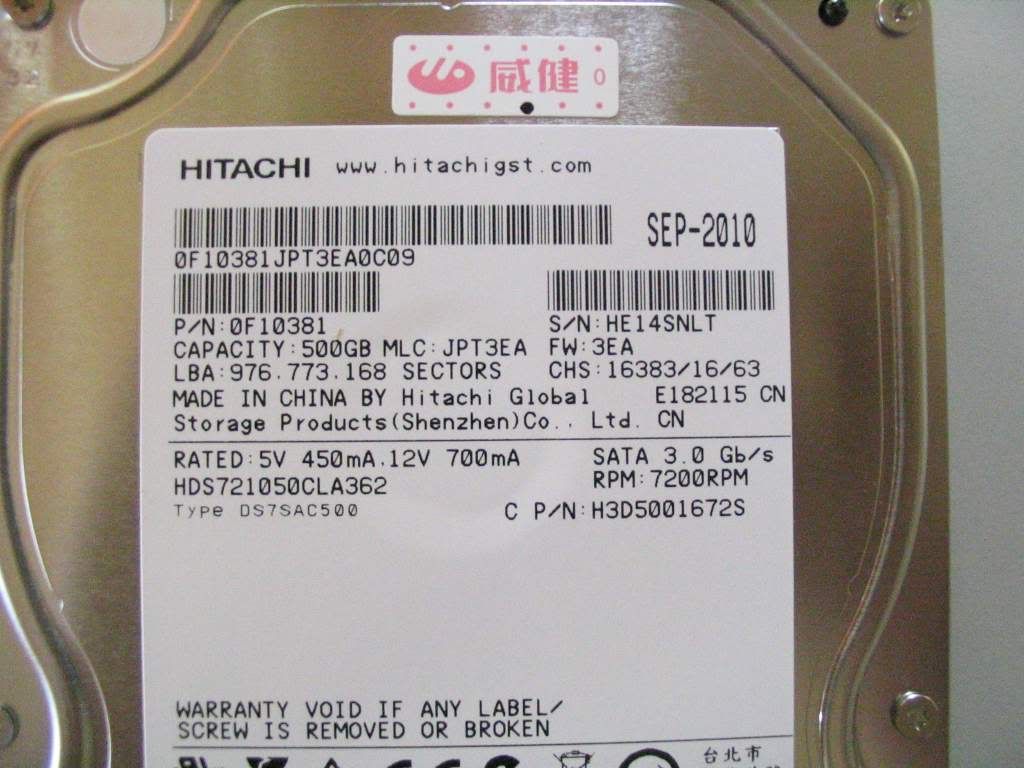 威健 0
HITACHI www.hitachigst.com
SEP-2010
0F10381JPT3EA0C09
P/N:0F10381 S/N:HE14SNLT
CAPACITY:500GB MLC:JPT3EA FW:3EA
LBA:976.773.168 SECTORS CHS:16383/16/63
MADE IN CHINA BY Hitachi Global E182115 CN
Storage Products(Shenzhen)Co., Ltd. CN
RATED:5V 450mA,12V 700mA SATA 3.0 Gb/s
RPM:7200RPM
HDS721050CLA362
Type DS7SAC500 C P/N:H3D5001672S
WARRANTY VOID IF ANY LABEL/
SCREW IS REMOVED OR BROKEN
台北市